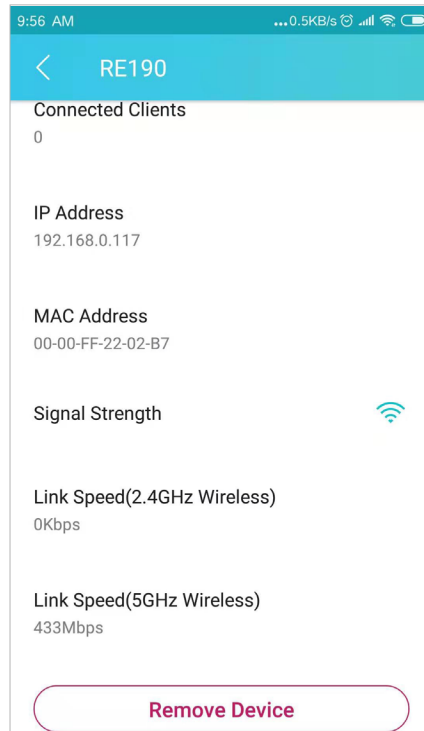 9:56 AM ...0.5KB/s
RE190
Connected Clients
0
IP Address
192.168.0.117
MAC Address
00-00-FF-22-02-B7
Signal Strength
Link Speed(2.4GHz Wireless)
0Kbps
Link Speed(5GHz Wireless)
433Mbps
Remove Device